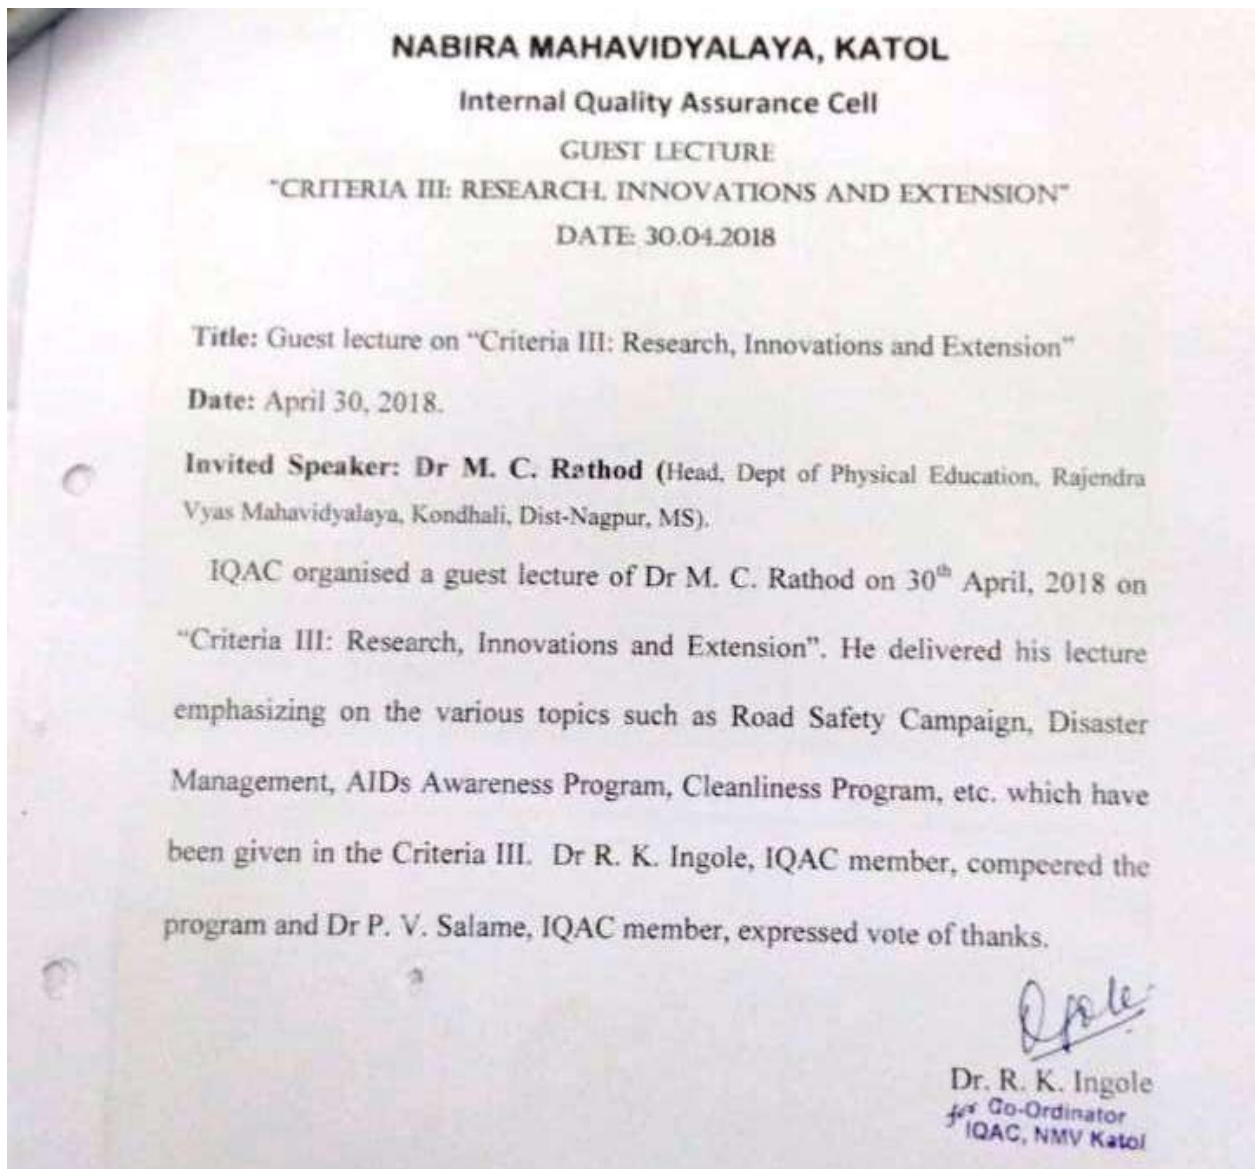 NABIRA MAHAVIDYALAYA, KATOL
Internal Quality Assurance Cell
GUEST LECTURE
"CRITERIA III: RESEARCH, INNOVATIONS AND EXTENSION"
DATE: 30.04.2018
Title: Guest lecture on “Criteria III: Research, Innovations and Extension”
Date: April 30, 2018.
Invited Speaker: Dr M. C. Rathod (Head, Dept of Physical Education, Rajendra
Vyas Mahavidyalaya, Kondhali, Dist-Nagpur, MS).
IQAC organised a guest lecture of Dr M. C. Rathod on 30th April, 2018 on
“Criteria III: Research, Innovations and Extension”. He delivered his lecture
emphasizing on the various topics such as Road Safety Campaign, Disaster
Management, AIDs Awareness Program, Cleanliness Program, etc. which have
been given in the Criteria III. Dr R. K. Ingole, IQAC member, compeered the
program and Dr P. V. Salame, IQAC member, expressed vote of thanks.
Dr. R. K. Ingole
for Co-Ordinator
IQAC, NMV Katol